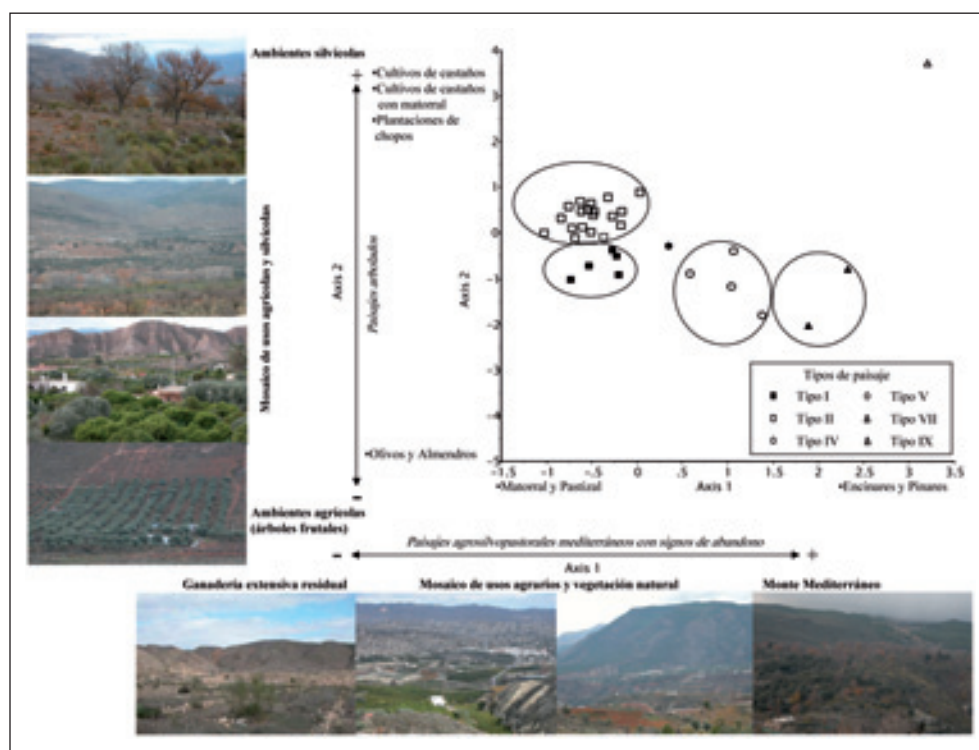 Ambientes silvícolas
+
•Cultivos de castaños
•Cultivos de castaños
con matorral
•Plantaciones de
chopos
Mosaico de usos agrícolas y silvícolas
Axis 2
Paisajes arbolados
•Olivos y Almendros
-
Ambientes agrícolas
(árboles frutales)
4
3
2
1
0
-1
-2
-3
-4
-5
Axis 2
-1.5 -1 -.5 0 .5 1 1.5 2 2.5 3 3.5
•Matorral y Pastizal Axis 1 •Encinares y Pinares
Tipos de paisaje
Tipo I Tipo V
Tipo II Tipo VII
Tipo IV Tipo IX
Paisajes agrosilvopastorales mediterráneos con signos de abandono
- +
Axis 1
Ganadería extensiva residual Mosaico de usos agrarios y vegetación natural Monte Mediterráneo